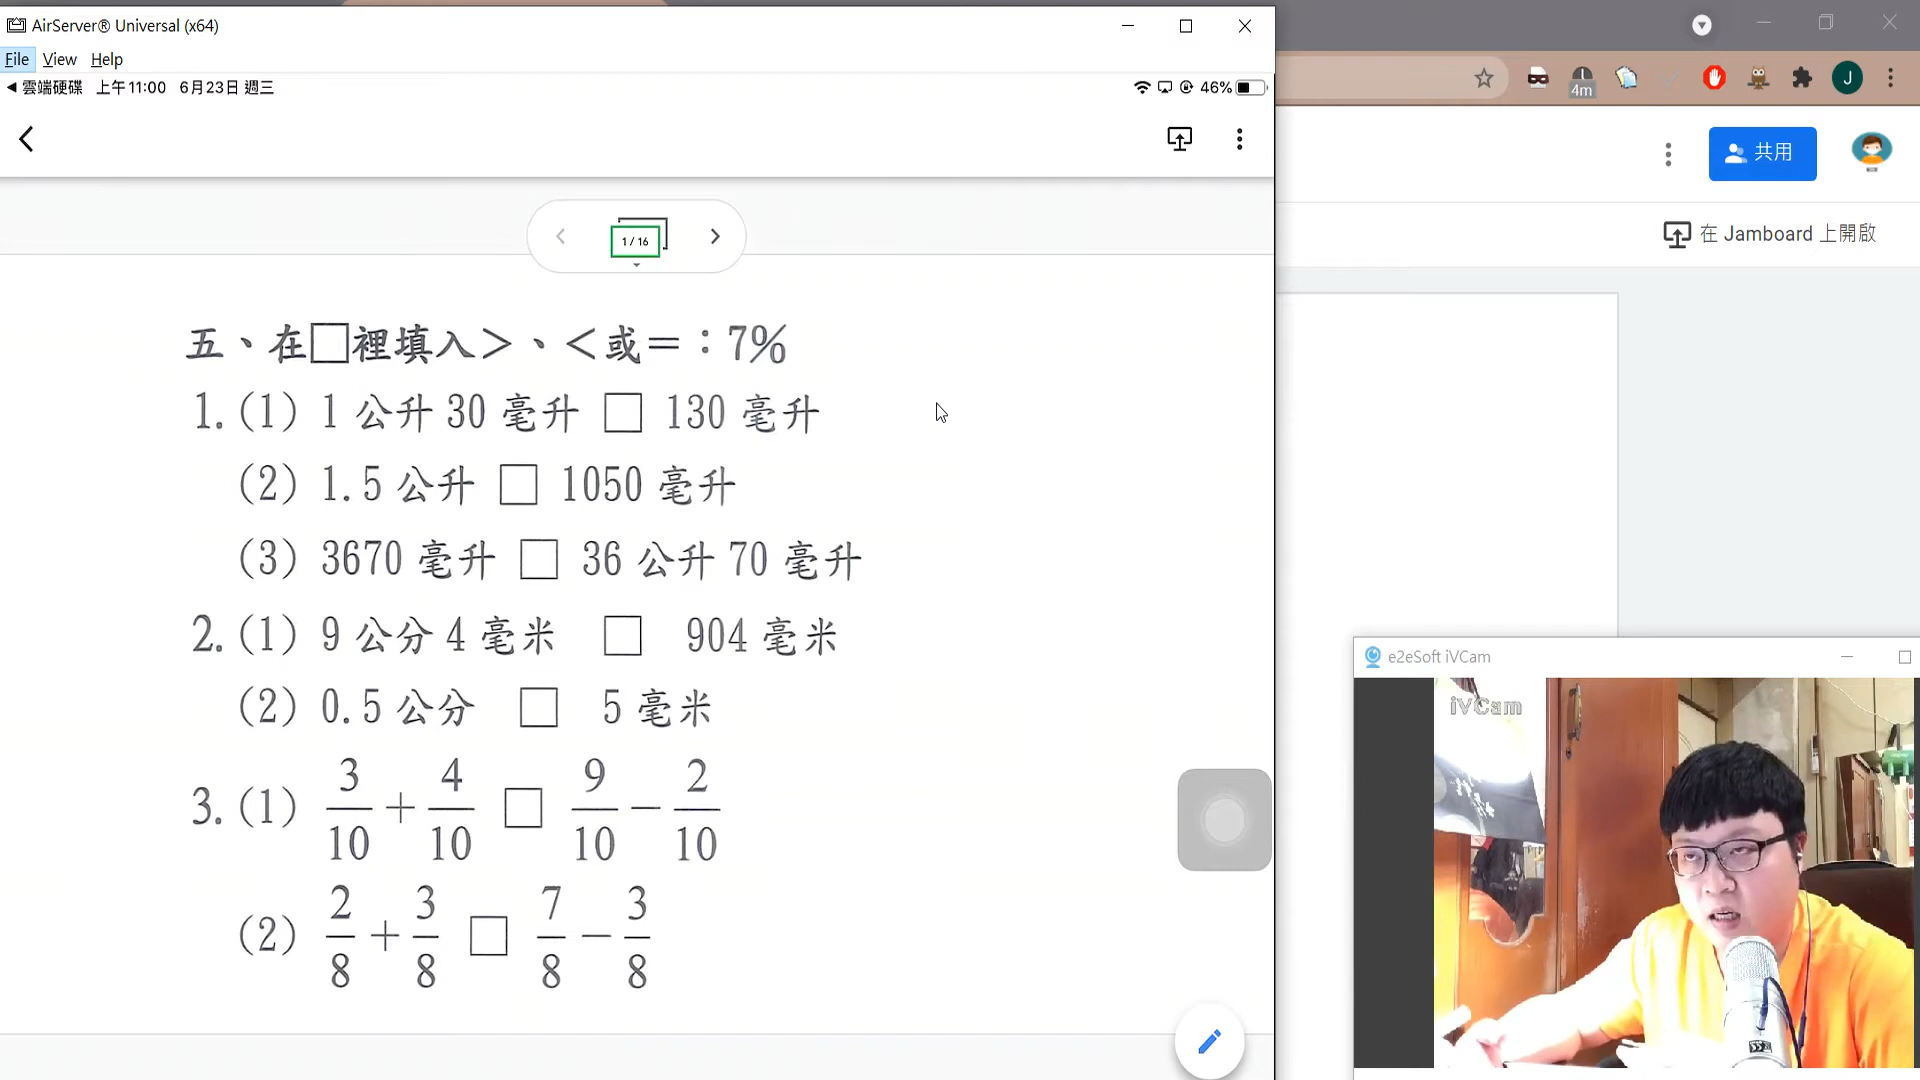 AirServer® Universal (x64)
File View Help
雲端硬碟 上午11:00 6月23日 週三
46%
1 / 16
五、在□裡填入>、<或=：7%
1.(1) 1 公升 30 毫升 □ 130 毫升
(2) 1.5 公升 □ 1050 毫升
(3) 3670 毫升 □ 36 公升 70 毫升
2.(1) 9 公分 4 毫米 □ 904 毫米
(2) 0.5 公分 □ 5 毫米
3.(1) 3/10 + 4/10 □ 9/10 − 2/10
(2) 2/8 + 3/8 □ 7/8 − 3/8
4m
J
共用
在 Jamboard 上開啟
e2eSoft iVCam
iVCam